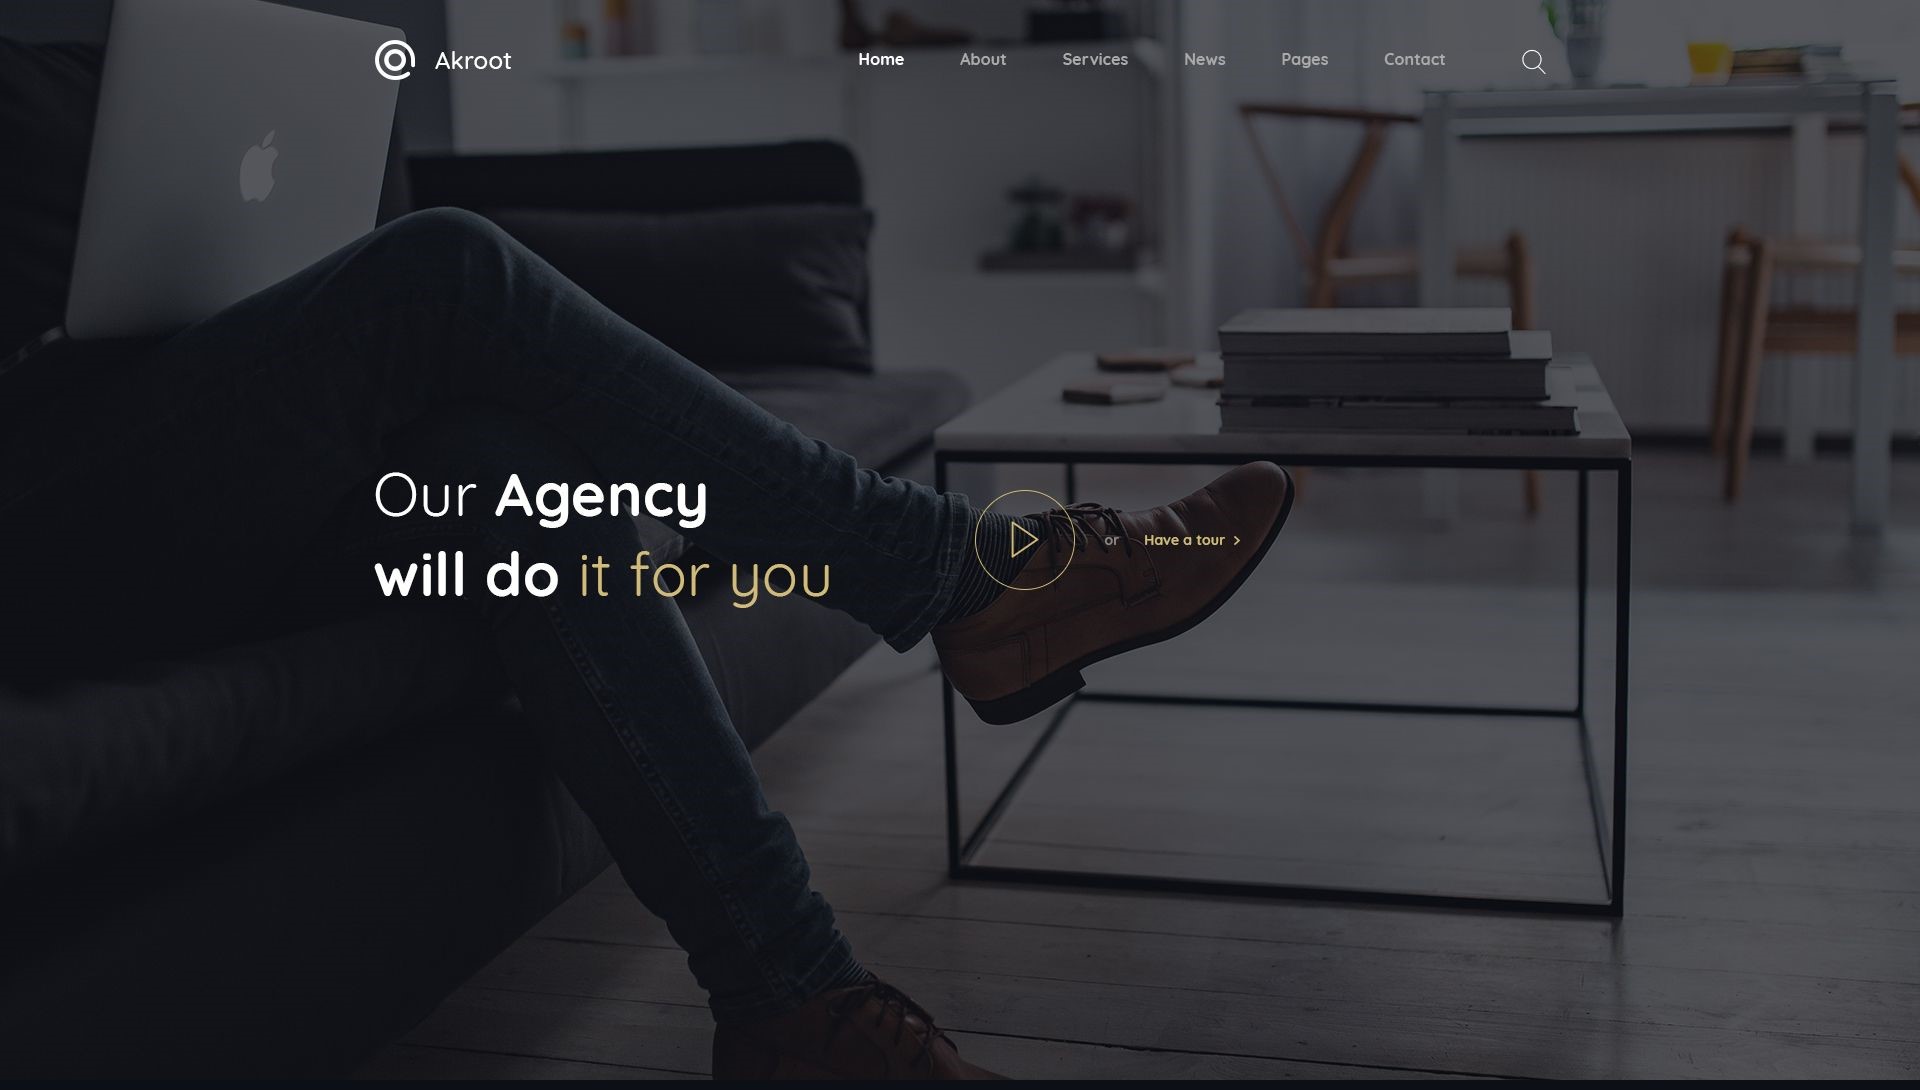 Akroot
Home About Services News Pages Contact
Our Agency
will do it for you
or Have a tour